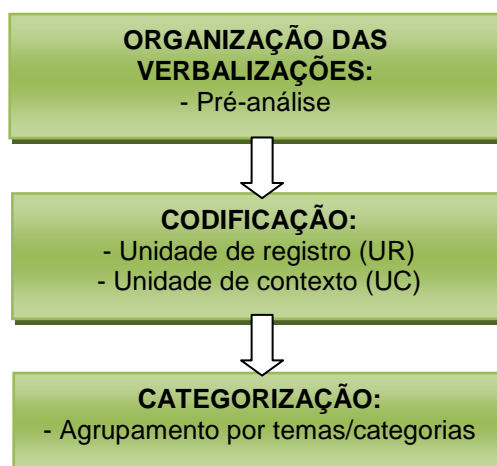 ORGANIZAÇÃO DAS
VERBALIZAÇÕES:
- Pré-análise
CODIFICAÇÃO:
- Unidade de registro (UR)
- Unidade de contexto (UC)
CATEGORIZAÇÃO:
- Agrupamento por temas/categorias